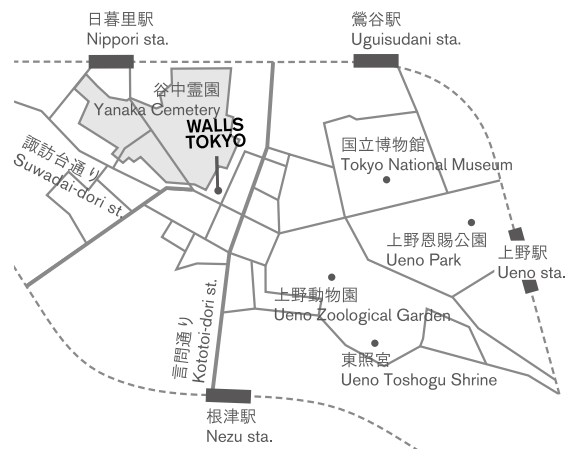 日暮里駅
Nippori sta.
鶯谷駅
Uguisudani sta.
谷中霊園
Yanaka Cemetery
WALLS
TOKYO
国立博物館
Tokyo National Museum
諏訪台通り
Suwadai-dori st.
上野恩賜公園
Ueno Park
上野駅
Ueno sta.
上野動物園
Ueno Zoological Garden
言問通り
Kototoi-dori st.
東照宮
Ueno Toshogu Shrine
根津駅
Nezu sta.